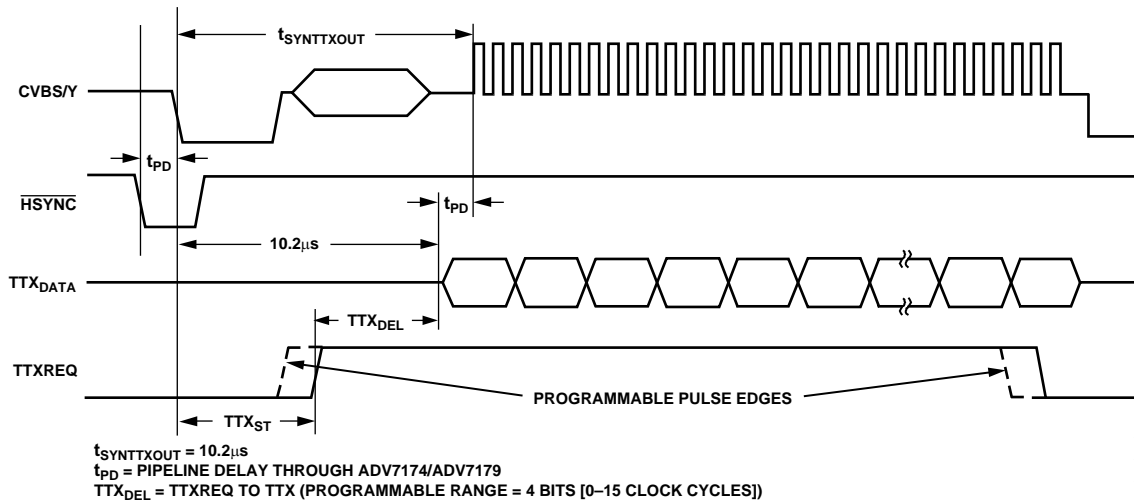 tSYNTTXOUT
CVBS/Y
tPD
HSYNC
tPD
10.2µs
TTXDATA
TTXDEL
TTXREQ
PROGRAMMABLE PULSE EDGES
TTXST
tSYNTTXOUT = 10.2µs
tPD = PIPELINE DELAY THROUGH ADV7174/ADV7179
TTXDEL = TTXREQ TO TTX (PROGRAMMABLE RANGE = 4 BITS [0–15 CLOCK CYCLES])